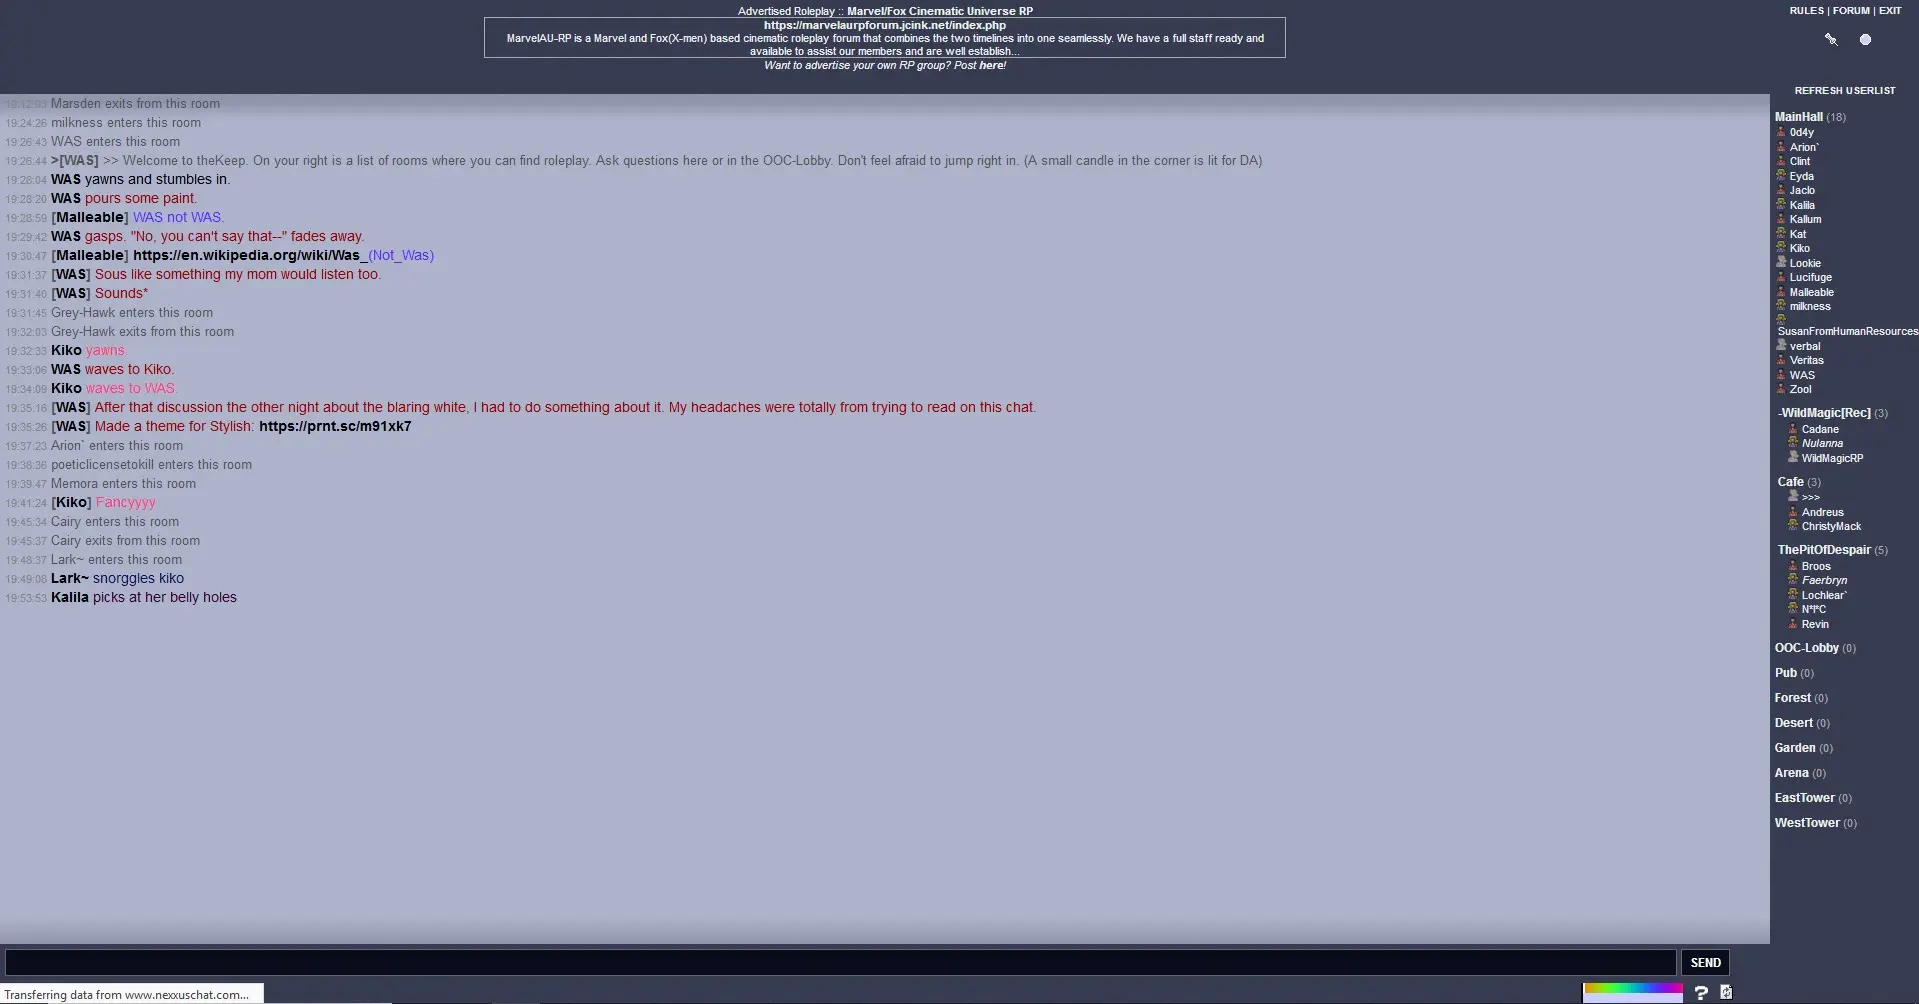 Advertised Roleplay :: Marvel/Fox Cinematic Universe RP
https://marvelaurpforum.jcink.net/index.php
MarvelAU-RP is a Marvel and Fox(X-men) based cinematic roleplay forum that combines the two timelines into one seamlessly. We have a full staff ready and
available to assist our members and are well establish...
Want to advertise your own RP group? Post here!
RULES | FORUM | EXIT
19:12:03 Marsden exits from this room
19:24:26 milkness enters this room
19:26:43 WAS enters this room
19:26:44 >[WAS] >> Welcome to theKeep. On your right is a list of rooms where you can find roleplay. Ask questions here or in the OOC-Lobby. Don't feel afraid to jump right in. (A small candle in the corner is lit for DA)
19:28:04 WAS yawns and stumbles in.
19:28:20 WAS pours some paint.
19:28:59 [Malleable] WAS not WAS.
19:29:42 WAS gasps. "No, you can't say that--" fades away.
19:30:47 [Malleable] https://en.wikipedia.org/wiki/Was_(Not_Was)
19:31:37 [WAS] Sous like something my mom would listen too.
19:31:40 [WAS] Sounds*
19:31:45 Grey-Hawk enters this room
19:32:03 Grey-Hawk exits from this room
19:32:33 Kiko yawns
19:33:06 WAS waves to Kiko.
19:34:09 Kiko waves to WAS.
19:35:16 [WAS] After that discussion the other night about the blaring white, I had to do something about it. My headaches were totally from trying to read on this chat.
19:35:26 [WAS] Made a theme for Stylish: https://prnt.sc/m91xk7
19:37:23 Arion` enters this room
19:38:36 poeticlicensetokill enters this room
19:39:47 Memora enters this room
19:41:24 [Kiko] Fancyyyy
19:45:34 Cairy enters this room
19:45:37 Cairy exits from this room
19:48:37 Lark~ enters this room
19:49:08 Lark~ snorggles kiko
19:53:53 Kalila picks at her belly holes
REFRESH USERLIST
MainHall (18)
0d4y
Arion`
Clint
Eyda
Jaclo
Kalila
Kallum
Kat
Kiko
Lookie
Lucifuge
Malleable
milkness
SusanFromHumanResources
verbal
Veritas
WAS
Zool
-WildMagic[Rec] (3)
Cadane
Nulanna
WildMagicRP
Cafe (3)
>>>
Andreus
ChristyMack
ThePitOfDespair (5)
Broos
Faerbryn
Lochlear`
N*I*C
Revin
OOC-Lobby (0)
Pub (0)
Forest (0)
Desert (0)
Garden (0)
Arena (0)
EastTower (0)
WestTower (0)
SEND
Transferring data from www.nexxuschat.com...
?